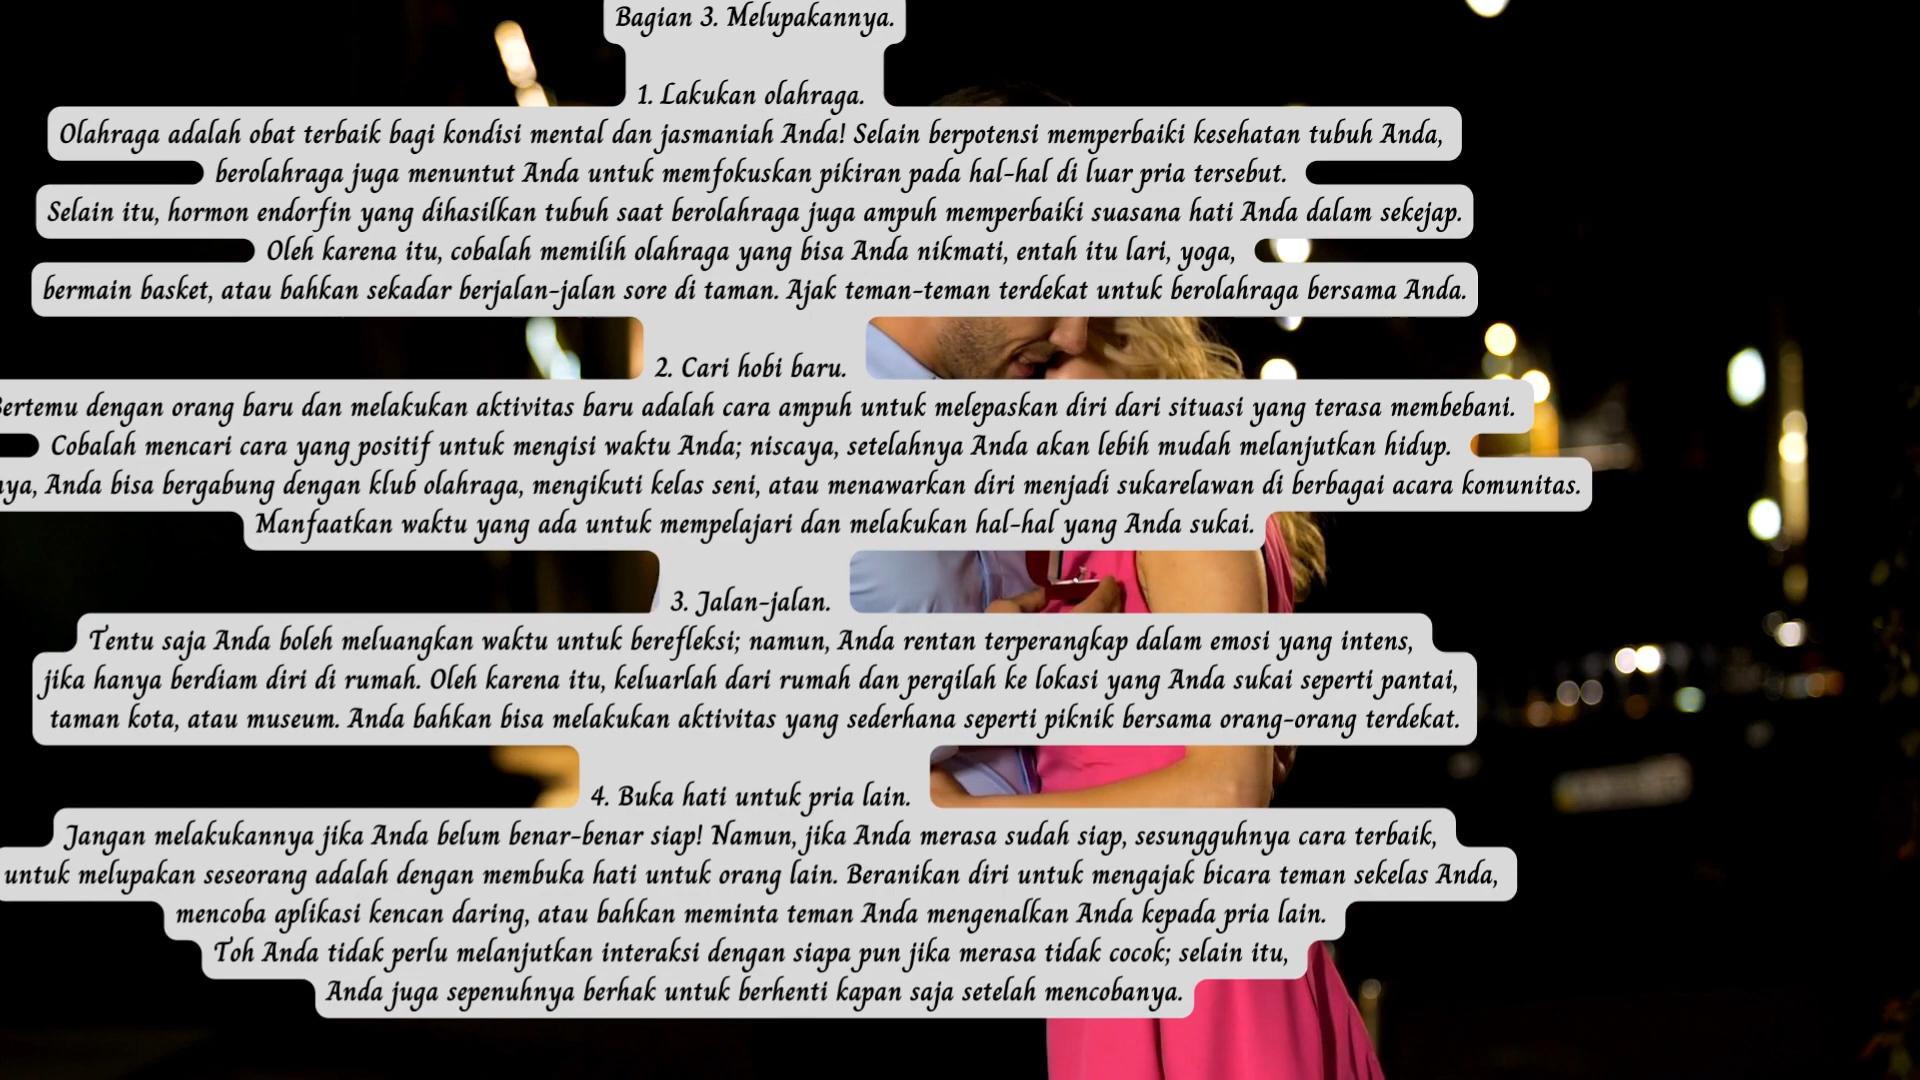 Bagian 3. Melupakannya.
1. Lakukan olahraga.
Olahraga adalah obat terbaik bagi kondisi mental dan jasmaniah Anda! Selain berpotensi memperbaiki kesehatan tubuh Anda,
berolahraga juga menuntut Anda untuk memfokuskan pikiran pada hal-hal di luar pria tersebut.
Selain itu, hormon endorfin yang dihasilkan tubuh saat berolahraga juga ampuh memperbaiki suasana hati Anda dalam sekejap.
Oleh karena itu, cobalah memilih olahraga yang bisa Anda nikmati, entah itu lari, yoga,
bermain basket, atau bahkan sekadar berjalan-jalan sore di taman. Ajak teman-teman terdekat untuk berolahraga bersama Anda.
2. Cari hobi baru.
Bertemu dengan orang baru dan melakukan aktivitas baru adalah cara ampuh untuk melepaskan diri dari situasi yang terasa membebani.
Cobalah mencari cara yang positif untuk mengisi waktu Anda; niscaya, setelahnya Anda akan lebih mudah melanjutkan hidup.
Anda bisa bergabung dengan klub olahraga, mengikuti kelas seni, atau menawarkan diri menjadi sukarelawan di berbagai acara komunitas.
Manfaatkan waktu yang ada untuk mempelajari dan melakukan hal-hal yang Anda sukai.
3. Jalan-jalan.
Tentu saja Anda boleh meluangkan waktu untuk berefleksi; namun, Anda rentan terperangkap dalam emosi yang intens,
jika hanya berdiam diri di rumah. Oleh karena itu, keluarlah dari rumah dan pergilah ke lokasi yang Anda sukai seperti pantai,
taman kota, atau museum. Anda bahkan bisa melakukan aktivitas yang sederhana seperti piknik bersama orang-orang terdekat.
4. Buka hati untuk pria lain.
Jangan melakukannya jika Anda belum benar-benar siap! Namun, jika Anda merasa sudah siap, sesungguhnya cara terbaik,
untuk melupakan seseorang adalah dengan membuka hati untuk orang lain. Beranikan diri untuk mengajak bicara teman sekelas Anda,
mencoba aplikasi kencan daring, atau bahkan meminta teman Anda mengenalkan Anda kepada pria lain.
Toh Anda tidak perlu melanjutkan interaksi dengan siapa pun jika merasa tidak cocok; selain itu,
Anda juga sepenuhnya berhak untuk berhenti kapan saja setelah mencobanya.